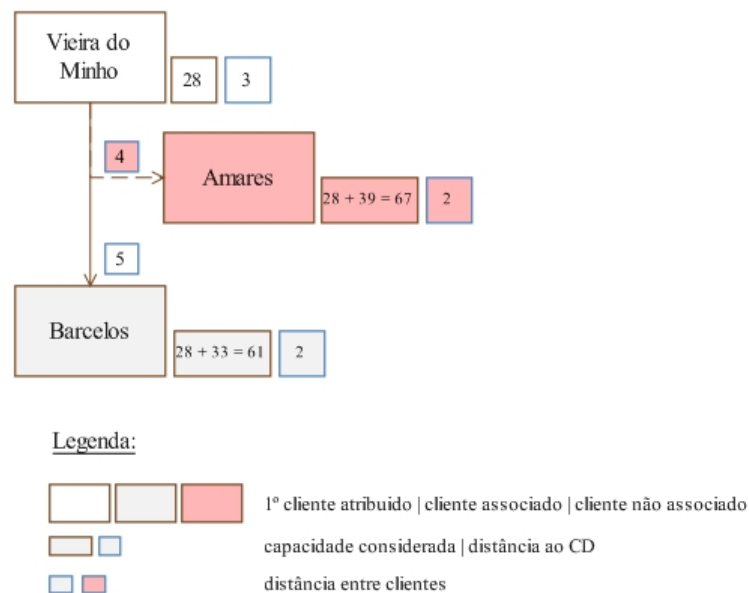 Vieira do
Minho
28
3
4
Amares
28 + 39 = 67
2
5
Barcelos
28 + 33 = 61
2
Legenda:
1º cliente atribuido | cliente associado | cliente não associado
capacidade considerada | distância ao CD
distância entre clientes